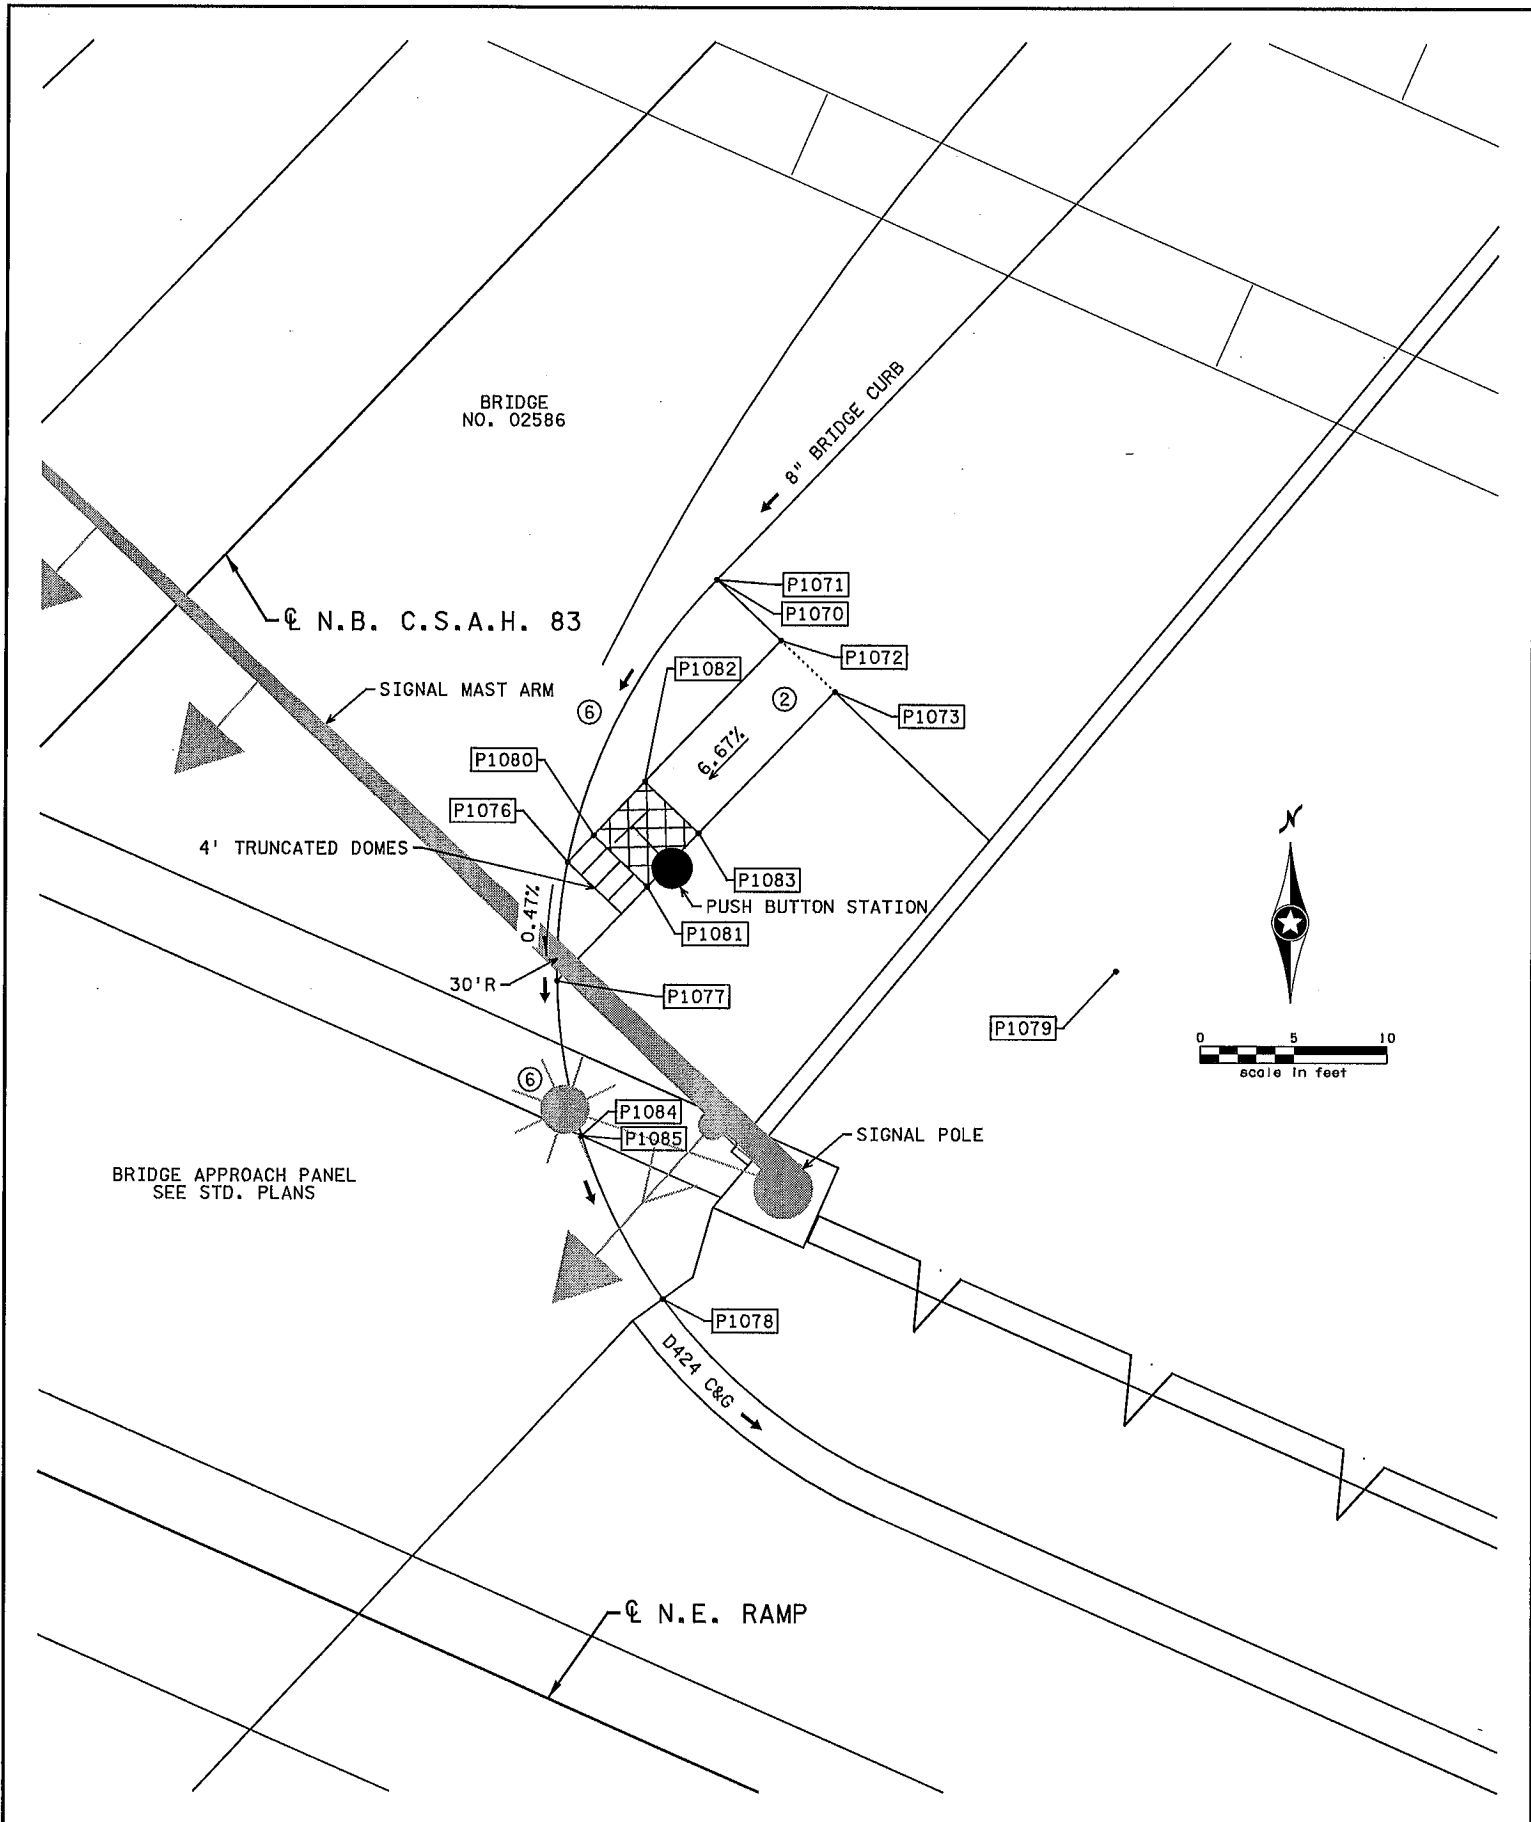 BRIDGE
NO. 02586
8" BRIDGE CURB
P1071
P1070
P1072
P1073
℄ N.B. C.S.A.H. 83
P1082
SIGNAL MAST ARM
②
⑥
6.67%
P1080
P1076
N
4' TRUNCATED DOMES
P1083
PUSH BUTTON STATION
0.47%
P1081
30'R
P1077
P1079
0 5 10
scale in feet
⑥
P1084
P1085
SIGNAL POLE
BRIDGE APPROACH PANEL
SEE STD. PLANS
P1078
D424 C&G
℄ N.E. RAMP